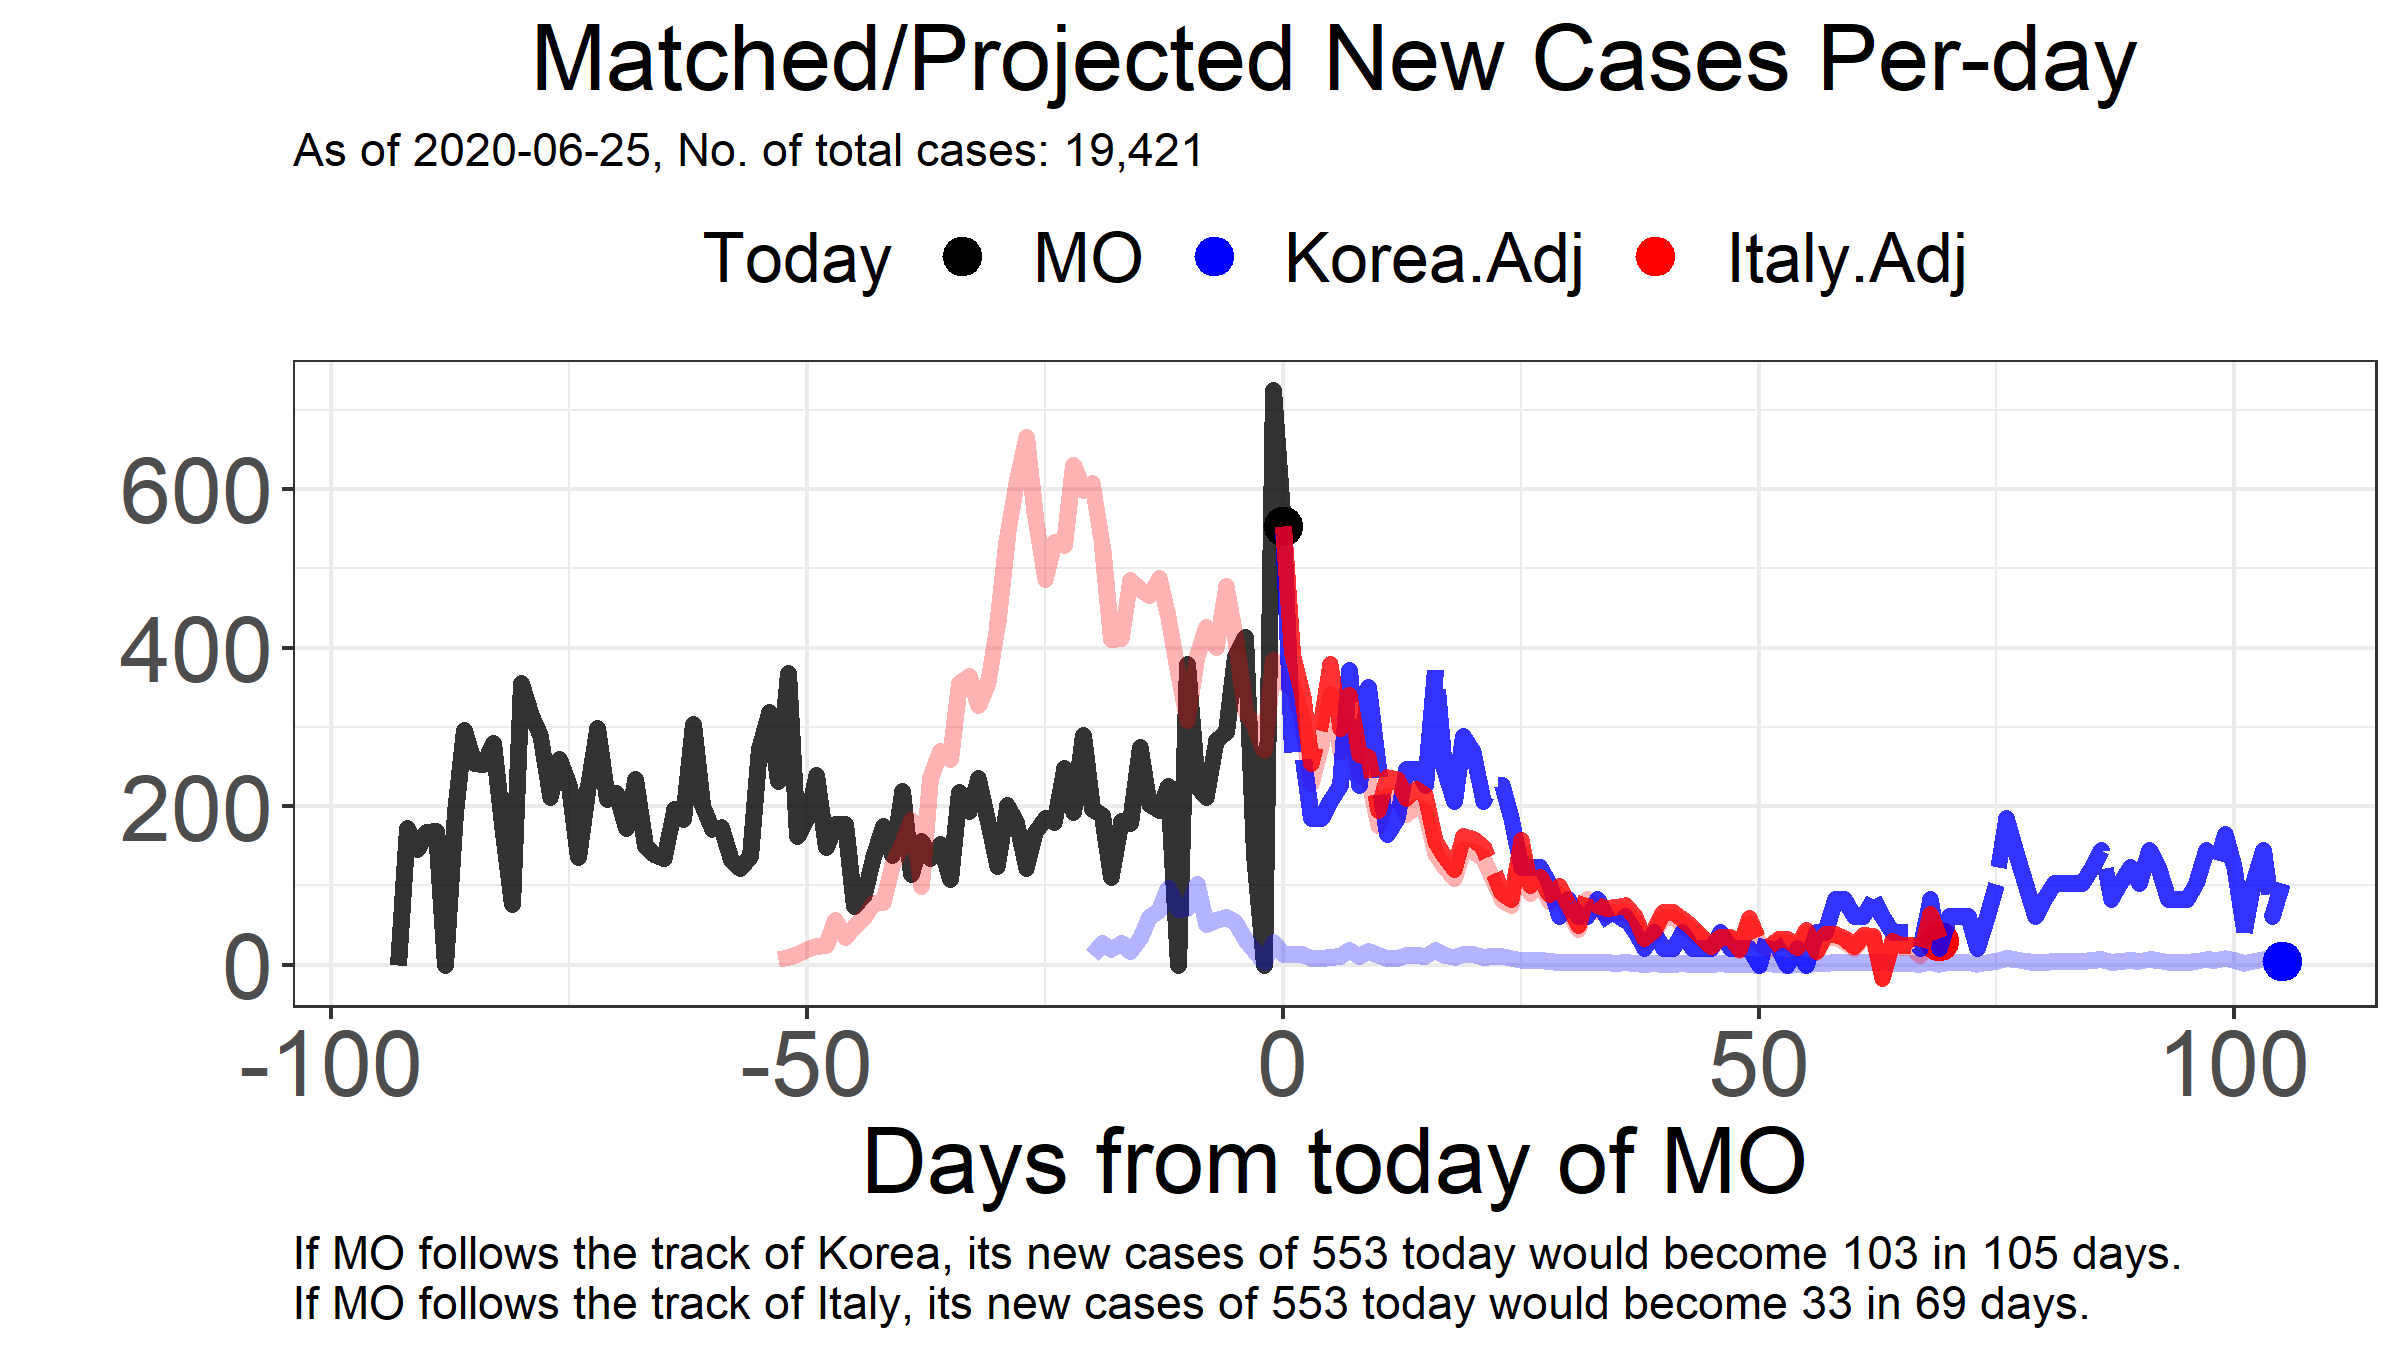 Matched/Projected New Cases Per-day
As of 2020-06-25, No. of total cases: 19,421
Today MO Korea.Adj Italy.Adj
600
400
200
0
-100 -50 0 50 100
Days from today of MO
If MO follows the track of Korea, its new cases of 553 today would become 103 in 105 days.
If MO follows the track of Italy, its new cases of 553 today would become 33 in 69 days.